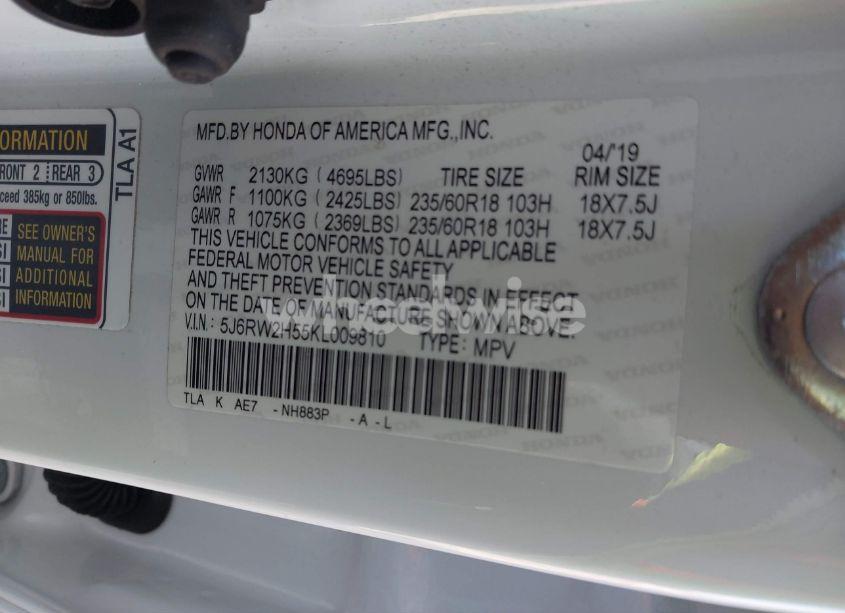 ORMATION
FRONT 2 REAR 3
ceed 385kg or 850lbs.
SEE OWNER'S
MANUAL FOR
ADDITIONAL
INFORMATION
TLA A1
MFD.BY HONDA OF AMERICA MFG.,INC.
04/'19
GVWR 2130KG ( 4695LBS) TIRE SIZE RIM SIZE
GAWR F 1100KG ( 2425LBS) 235/60R18 103H 18X7.5J
GAWR R 1075KG ( 2369LBS) 235/60R18 103H 18X7.5J
THIS VEHICLE CONFORMS TO ALL APPLICABLE
FEDERAL MOTOR VEHICLE SAFETY
AND THEFT PREVENTION STANDARDS IN EFFECT
ON THE DATE OF MANUFACTURE SHOWN ABOVE.
V.I.N.: 5J6RW2H55KL009810 TYPE: MPV
TLA K AE7 - NH883P - A - L
wheelwire